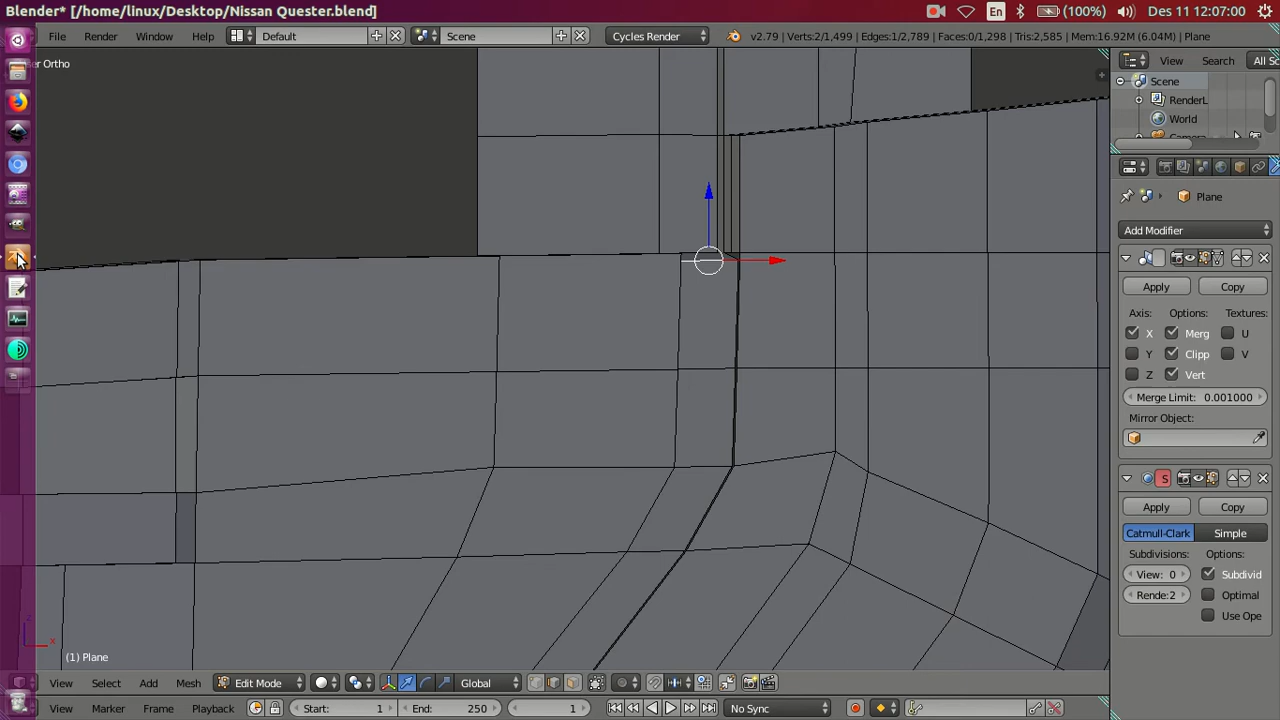 Blender* [/home/linux/Desktop/Nissan Quester.blend]
En
(100%)
Des 11 12:07:00
File
Render
Window
Help
Default
Scene
Cycles Render
v2.79 | Verts:2/1,499 | Edges:1/2,789 | Faces:0/1,298 | Tris:2,585 | Mem:16.92M (6.04M) | Plane
er Ortho
View
Search
All Sc
Scene
RenderL
World
Camera
Plane
Add Modifier
Apply
Copy
Axis:
Options:
Textures:
X
Merg
U
Y
Clipp
V
Z
Vert
Merge Limit: 0.001000
Mirror Object:
S
Apply
Copy
Catmull-Clark
Simple
Subdivisions:
Options:
View: 0
Subdivid
Rende:2
Optimal
Use Ope
z
x
(1) Plane
View
Select
Add
Mesh
Edit Mode
Global
View
Marker
Frame
Playback
Start: 1
End: 250
1
No Sync